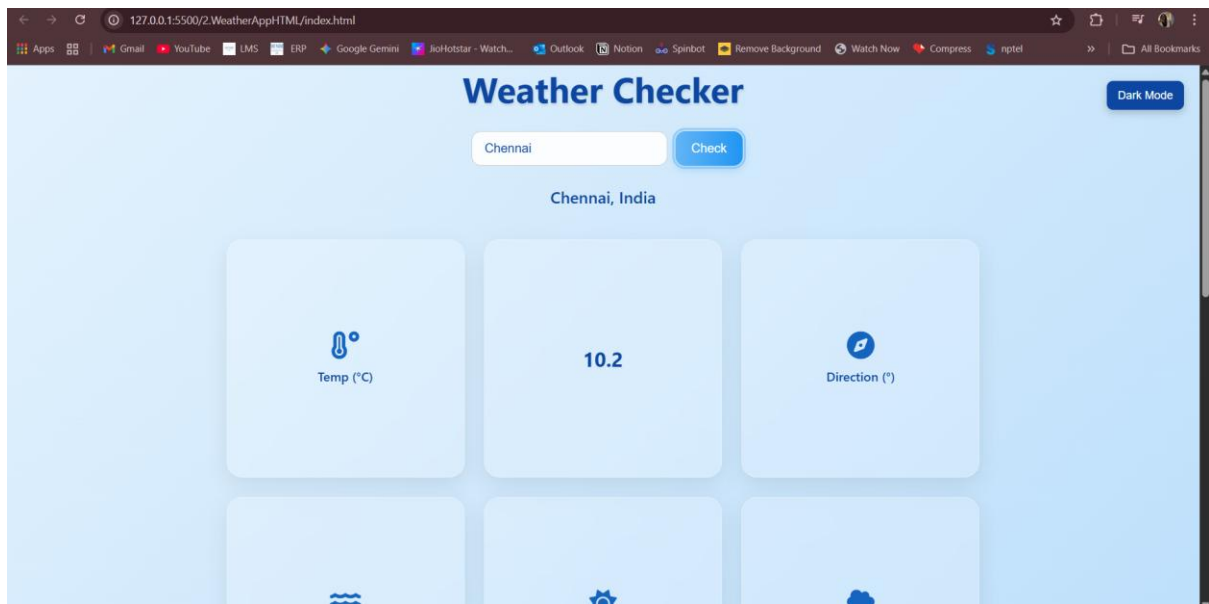 127.0.0.1:5500/2.WeatherAppHTML/index.html
Apps Gmail YouTube LMS ERP Google Gemini JioHotstar - Watch... Outlook Notion Spinbot Remove Background Watch Now Compress nptel » All Bookmarks
Weather Checker
Dark Mode
Chennai Check
Chennai, India
Temp (°C) 10.2 Direction (°)